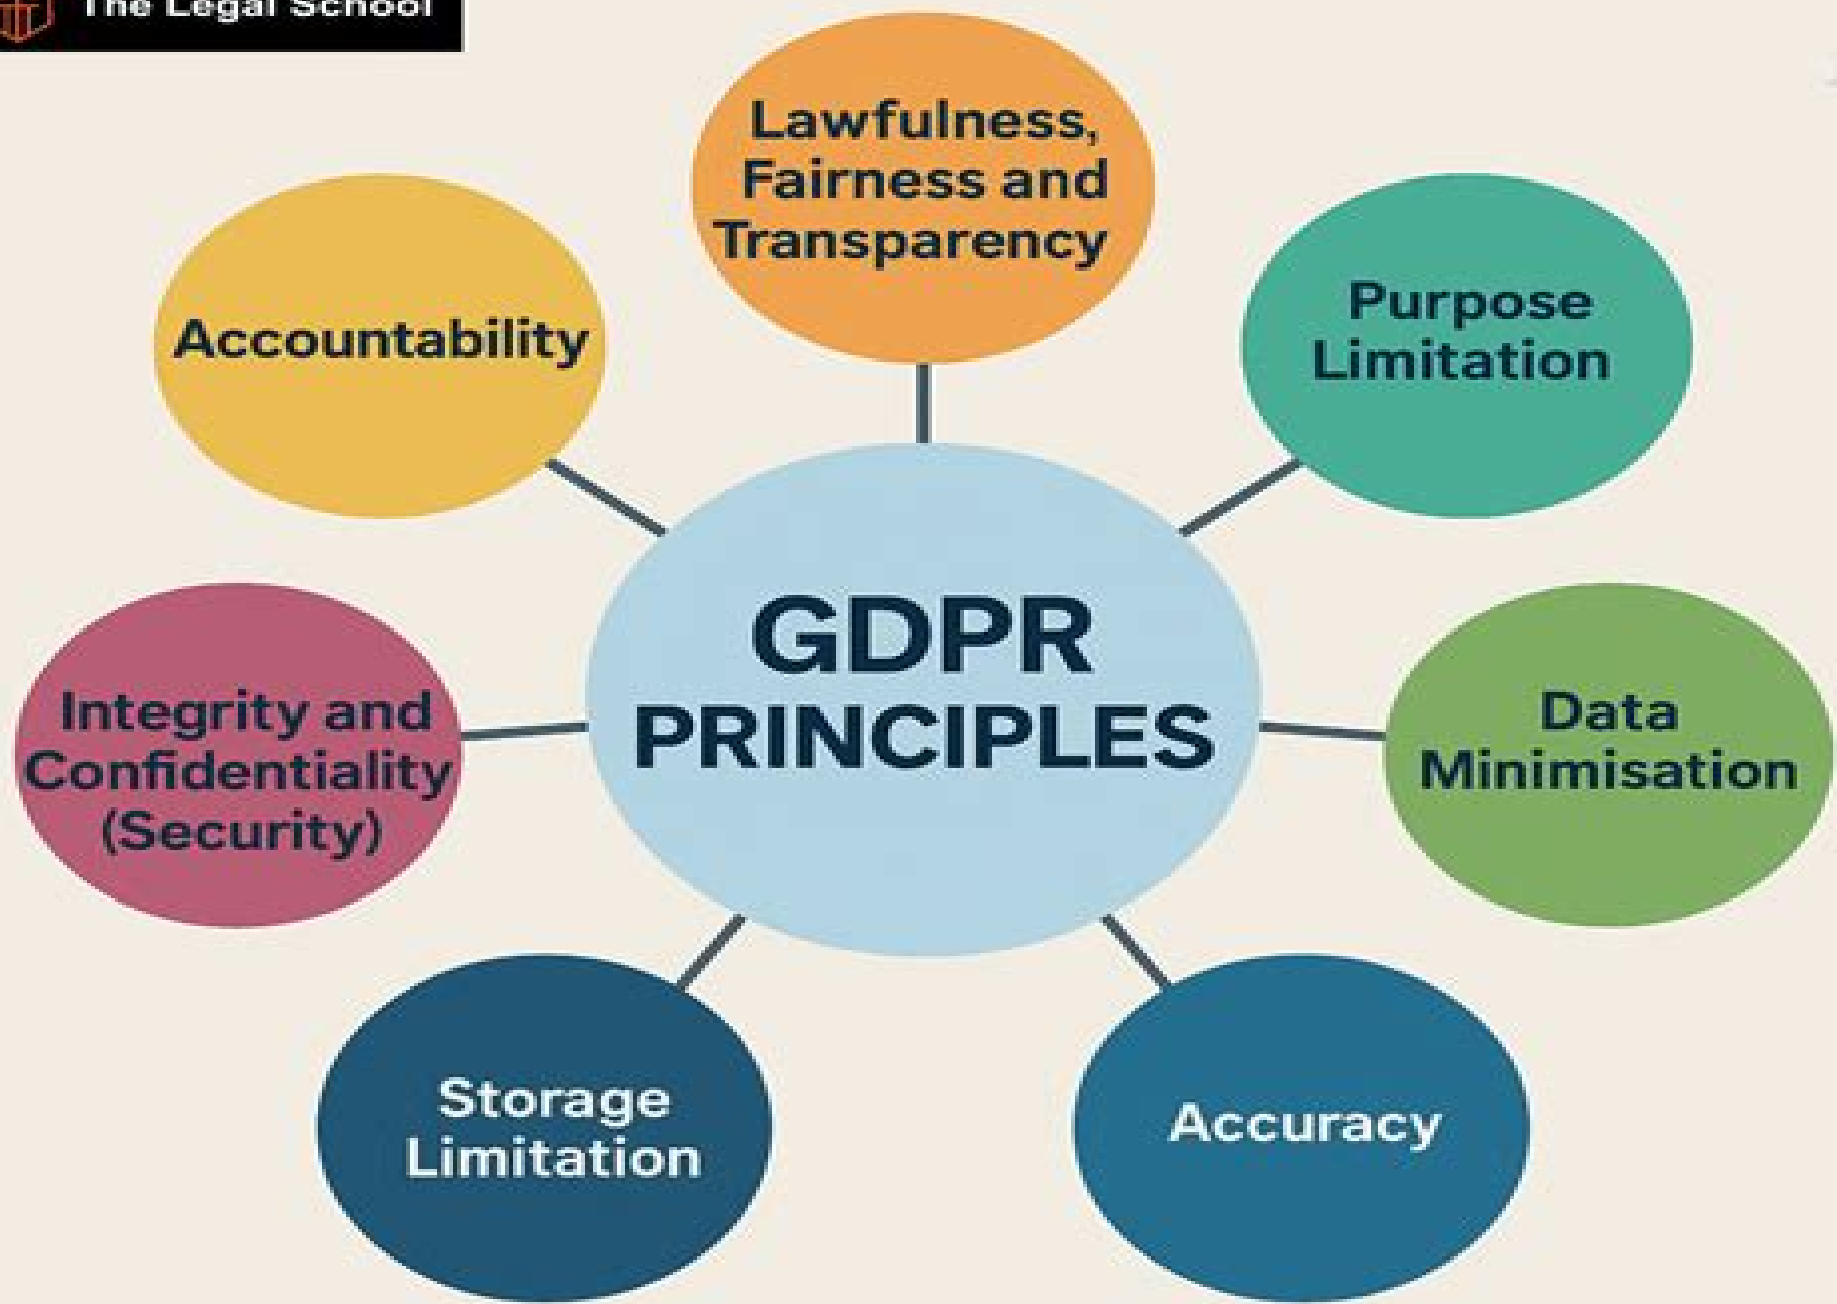 The Legal School
Lawfulness,
Fairness and
Transparency
Accountability
Purpose
Limitation
GDPR
PRINCIPLES
Integrity and
Confidentiality
(Security)
Data
Minimisation
Storage
Limitation
Accuracy